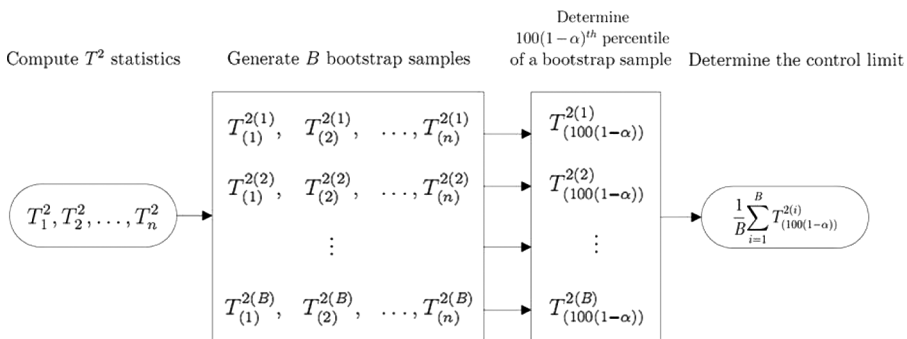 Compute T² statistics
Generate B bootstrap samples
Determine
100(1−α)^{th} percentile
of a bootstrap sample
Determine the control limit
T_{(1)}^{2(1)}, T_{(2)}^{2(1)}, …, T_{(n)}^{2(1)}
T_{(100(1−α))}^{2(1)}
T_{(1)}^{2(2)}, T_{(2)}^{2(2)}, …, T_{(n)}^{2(2)}
T_{(100(1−α))}^{2(2)}
T_1^2, T_2^2, …, T_n^2
⋮
⋮
\frac{1}{B}\sum_{i=1}^{B} T_{(100(1−α))}^{2(i)}
T_{(1)}^{2(B)}, T_{(2)}^{2(B)}, …, T_{(n)}^{2(B)}
T_{(100(1−α))}^{2(B)}